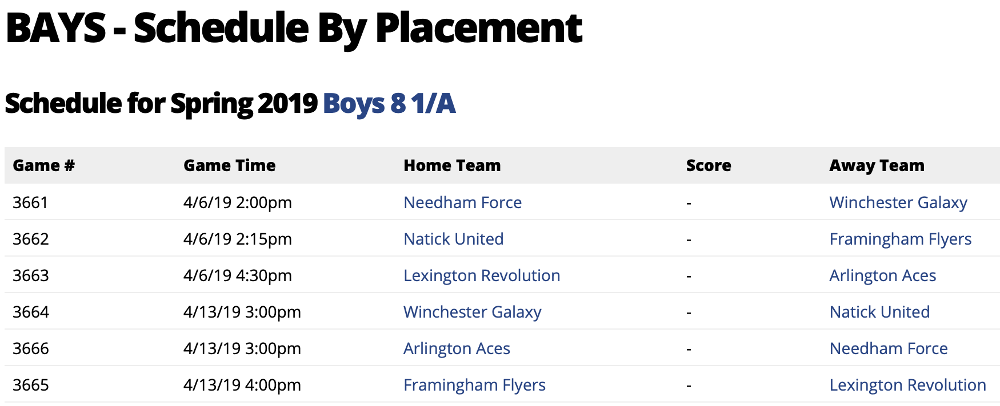 BAYS - Schedule By Placement
Schedule for Spring 2019 Boys 8 1/A
Game # Game Time Home Team Score Away Team
3661 4/6/19 2:00pm Needham Force - Winchester Galaxy
3662 4/6/19 2:15pm Natick United - Framingham Flyers
3663 4/6/19 4:30pm Lexington Revolution - Arlington Aces
3664 4/13/19 3:00pm Winchester Galaxy - Natick United
3666 4/13/19 3:00pm Arlington Aces - Needham Force
3665 4/13/19 4:00pm Framingham Flyers - Lexington Revolution